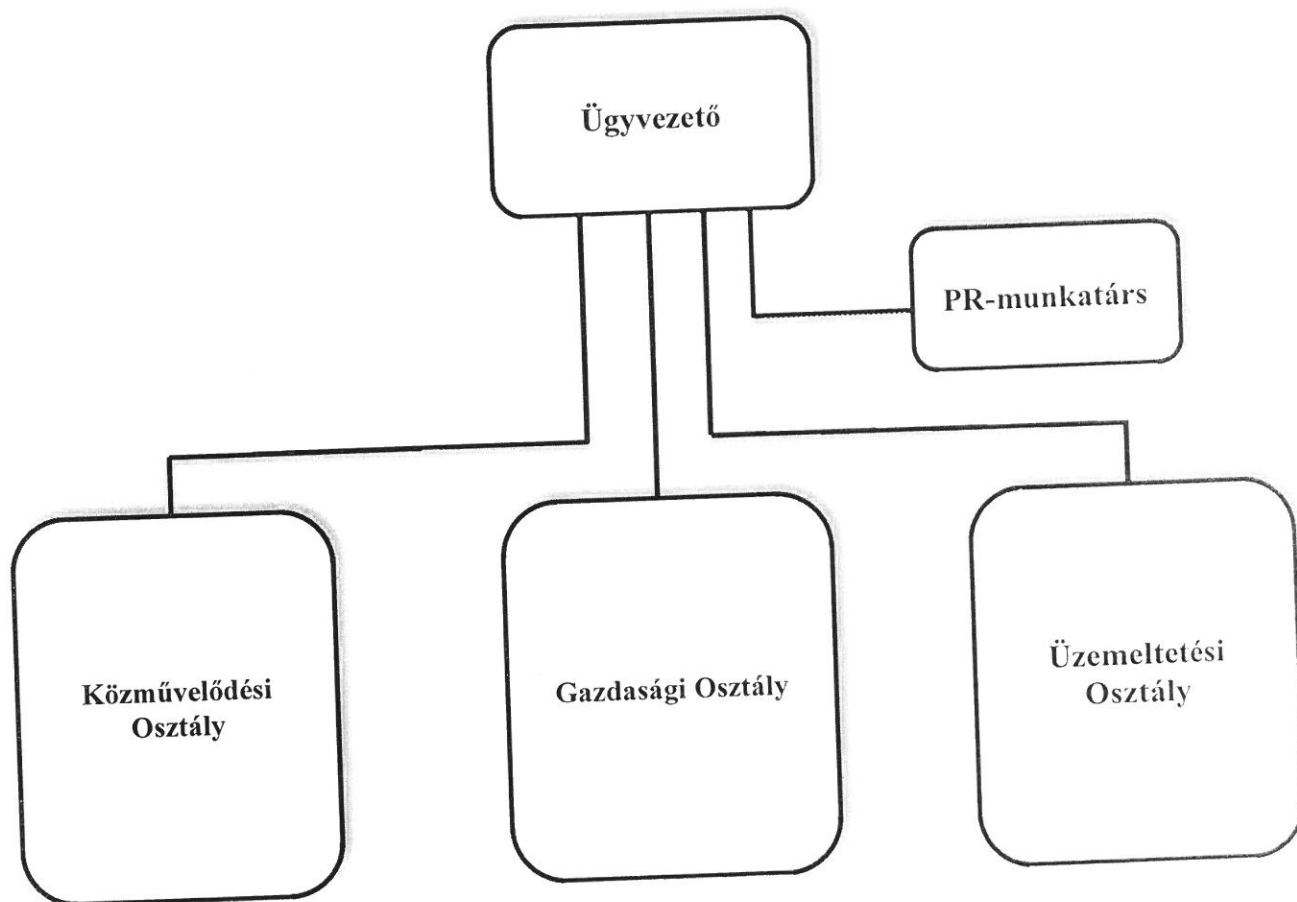 Ügyvezető
PR-munkatárs
Közművelődési
Osztály
Gazdasági Osztály
Üzemeltetési
Osztály